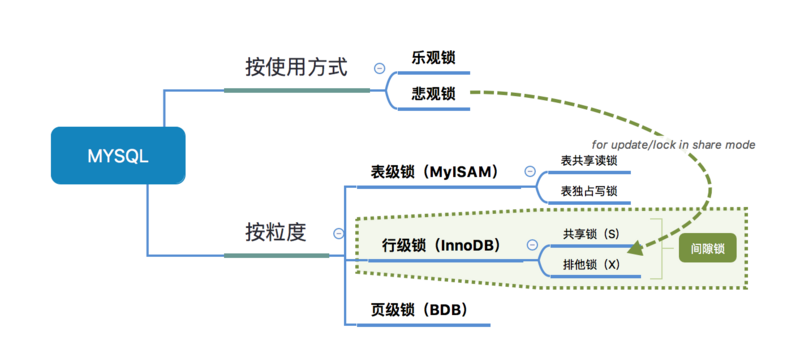 按使用方式
乐观锁
悲观锁
for update/lock in share mode
MYSQL
表级锁（MyISAM）
表共享读锁
表独占写锁
按粒度
行级锁（InnoDB）
共享锁（S）
排他锁（X）
间隙锁
页级锁（BDB）